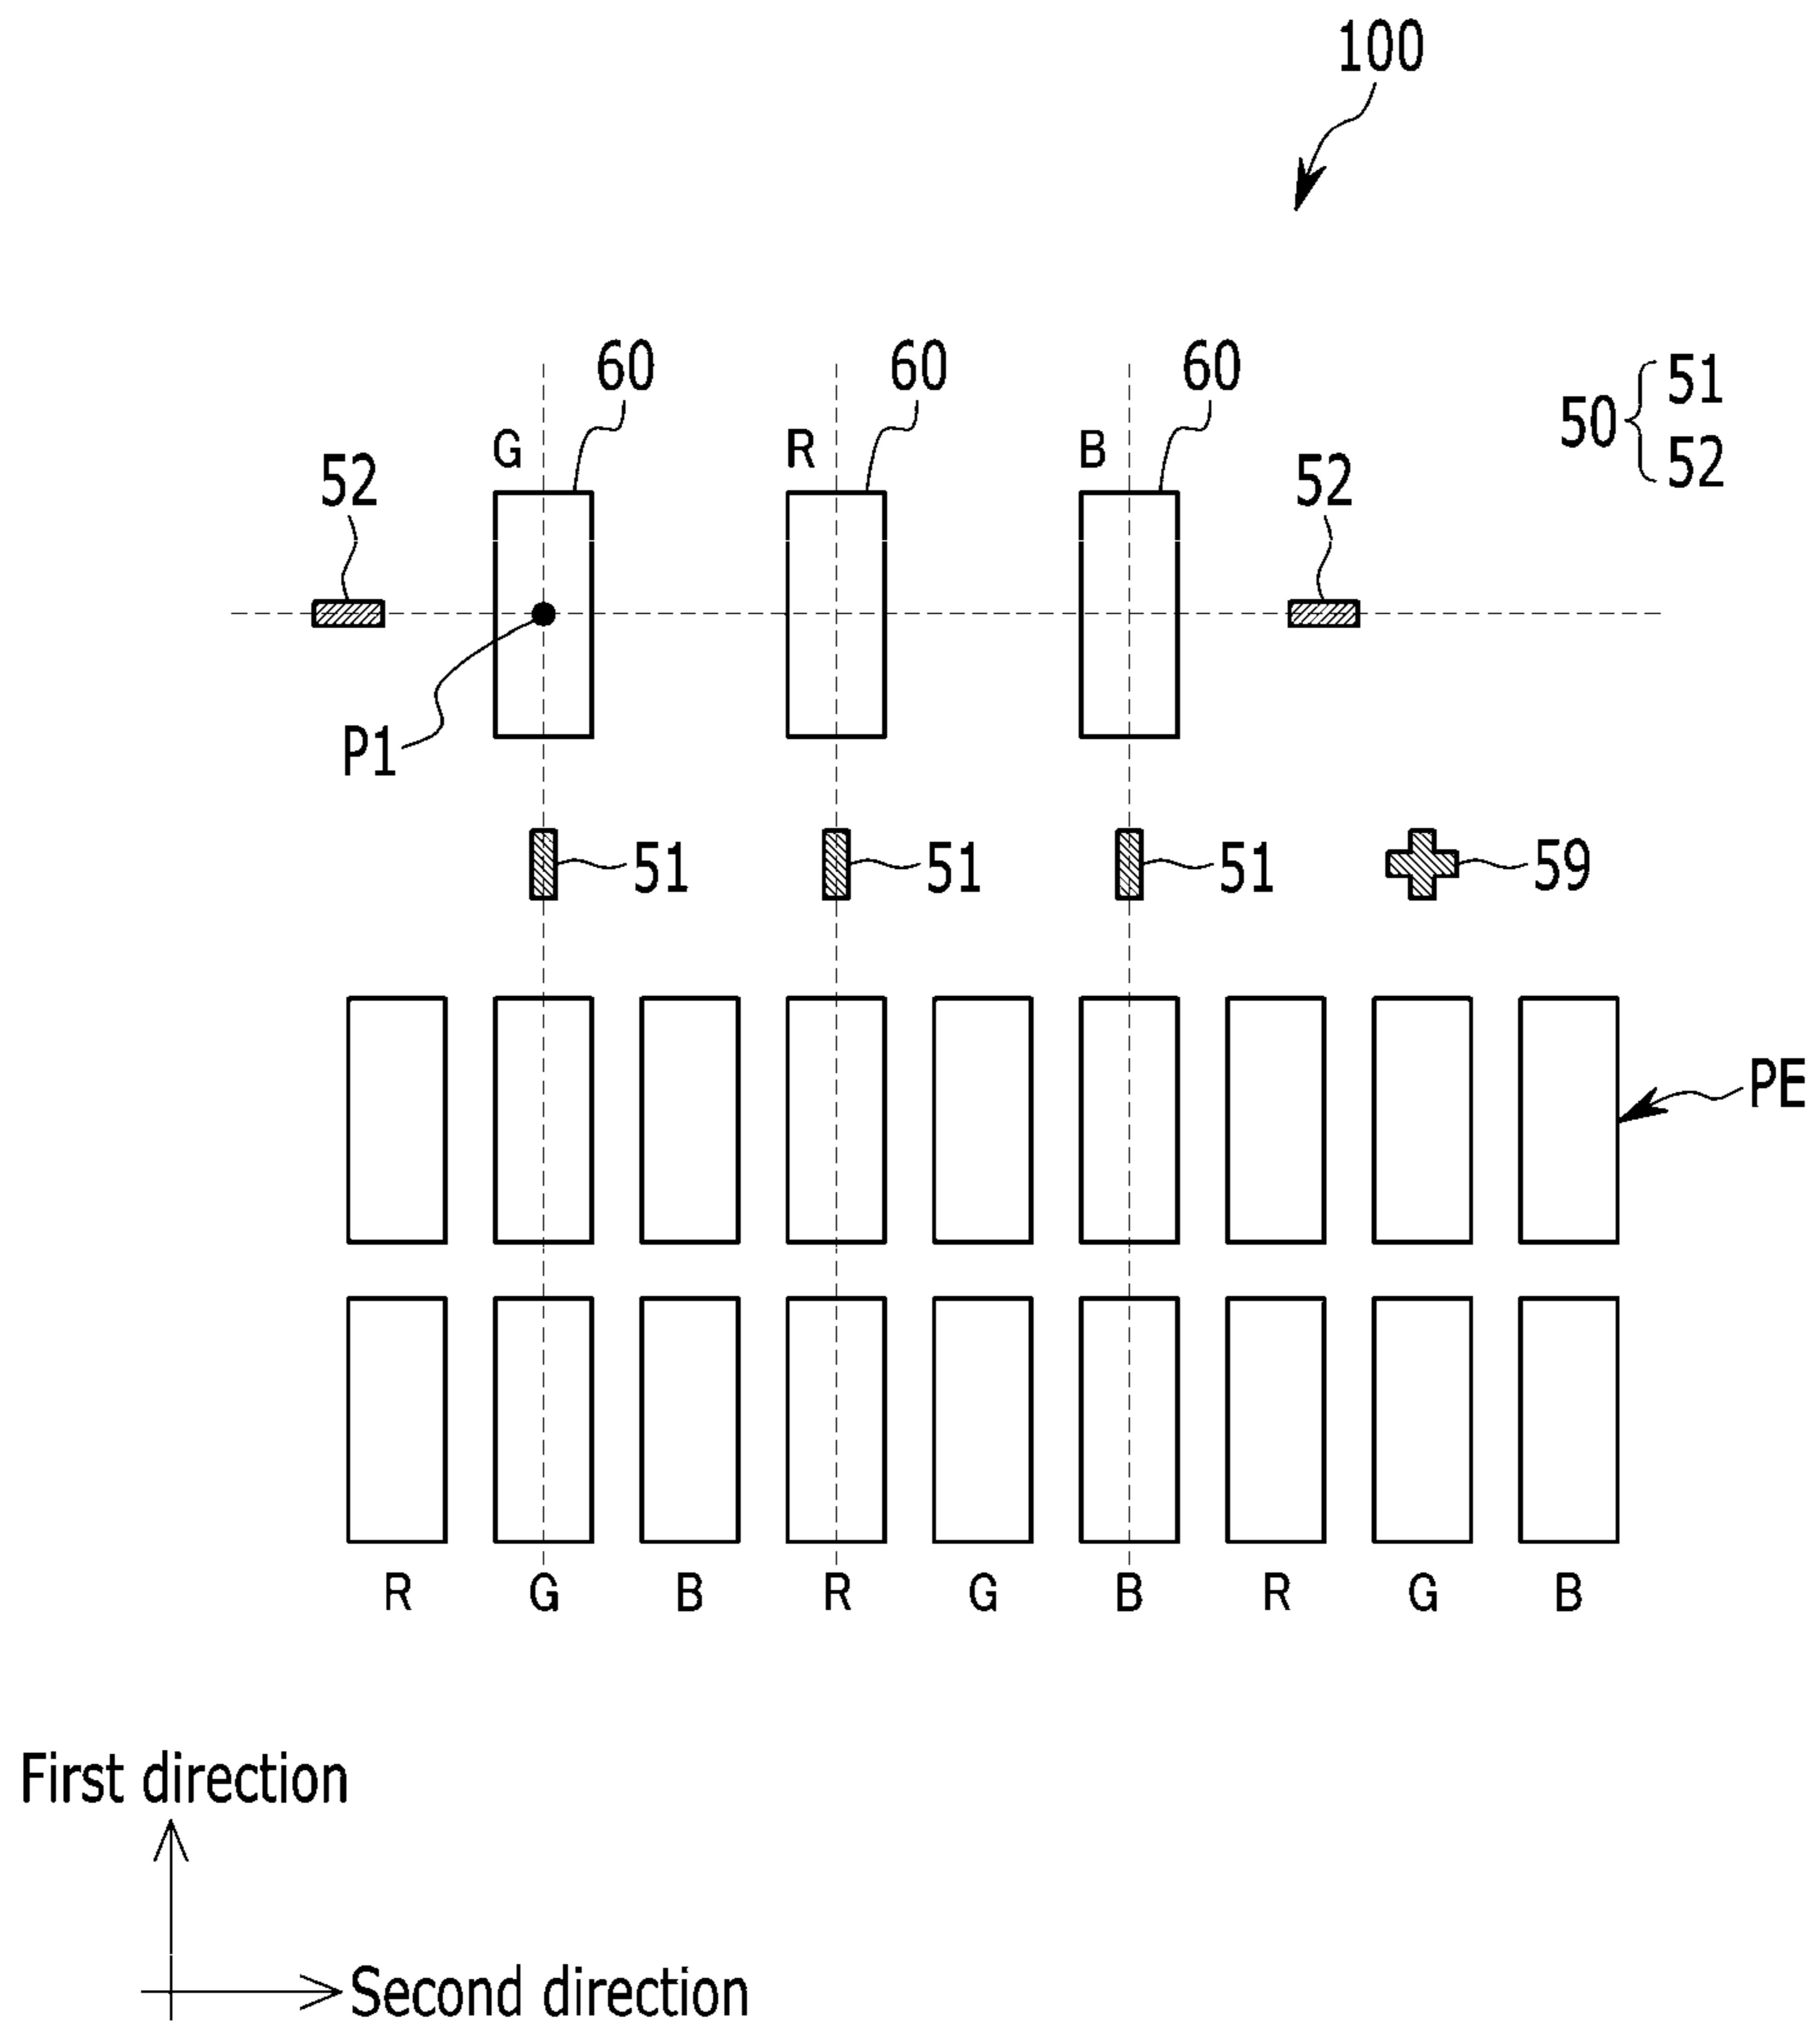 100
60 60 60
50 { 51
52
G R B
52 52
P1
51 51 51 59
PE
R G B R G B R G B
First direction
Second direction